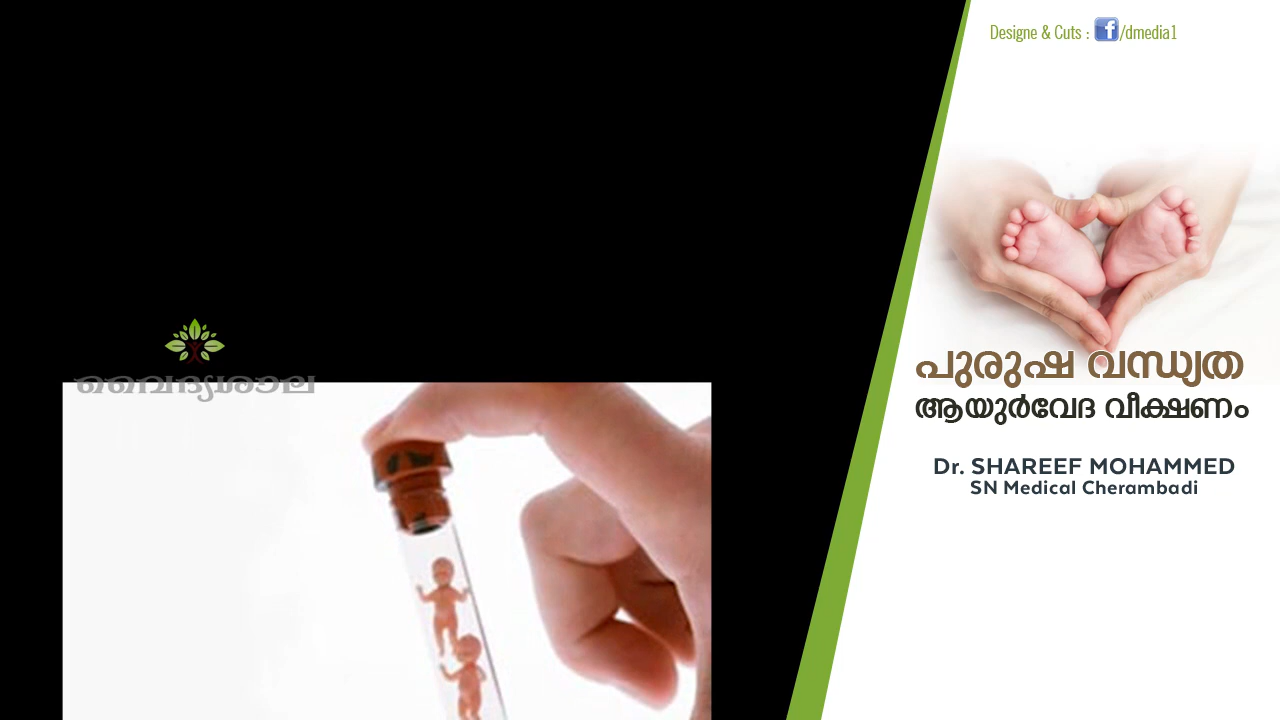 Designe & Cuts : f/dmedia1
വൈദ്യശാല
പുരുഷ വന്ധ്യത
ആയുർവേദ വീക്ഷണം
Dr. SHAREEF MOHAMMED
SN Medical Cherambadi